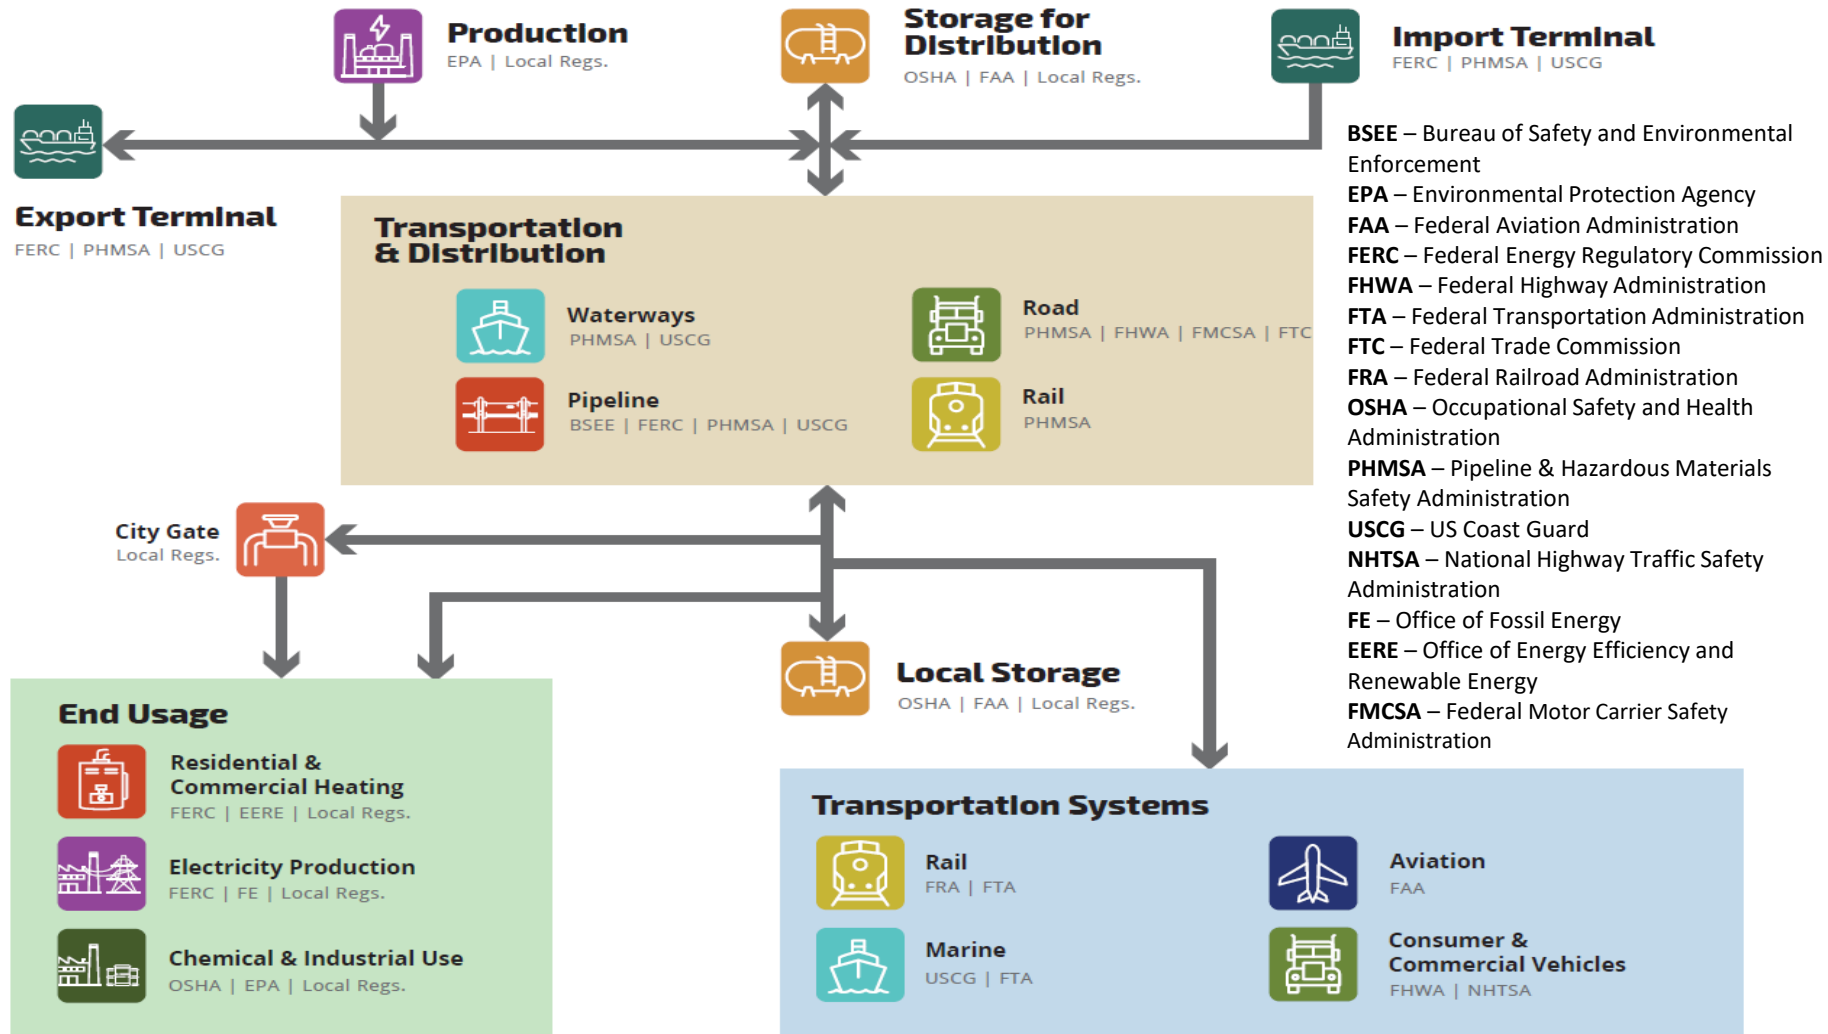 Production
EPA | Local Regs.
Storage for
Distribution
OSHA | FAA | Local Regs.
Import Terminal
FERC | PHMSA | USCG
Export Terminal
FERC | PHMSA | USCG
Transportation
& Distribution
Waterways
PHMSA | USCG
Road
PHMSA | FHWA | FMCSA | FTC
Pipeline
BSEE | FERC | PHMSA | USCG
Rail
PHMSA
City Gate
Local Regs.
Local Storage
OSHA | FAA | Local Regs.
End Usage
Residential &
Commercial Heating
FERC | EERE | Local Regs.
Electricity Production
FERC | FE | Local Regs.
Chemical & Industrial Use
OSHA | EPA | Local Regs.
Transportation Systems
Rail
FRA | FTA
Aviation
FAA
Marine
USCG | FTA
Consumer &
Commercial Vehicles
FHWA | NHTSA
BSEE – Bureau of Safety and Environmental
Enforcement
EPA – Environmental Protection Agency
FAA – Federal Aviation Administration
FERC – Federal Energy Regulatory Commission
FHWA – Federal Highway Administration
FTA – Federal Transportation Administration
FTC – Federal Trade Commission
FRA – Federal Railroad Administration
OSHA – Occupational Safety and Health
Administration
PHMSA – Pipeline & Hazardous Materials
Safety Administration
USCG – US Coast Guard
NHTSA – National Highway Traffic Safety
Administration
FE – Office of Fossil Energy
EERE – Office of Energy Efficiency and
Renewable Energy
FMCSA – Federal Motor Carrier Safety
Administration